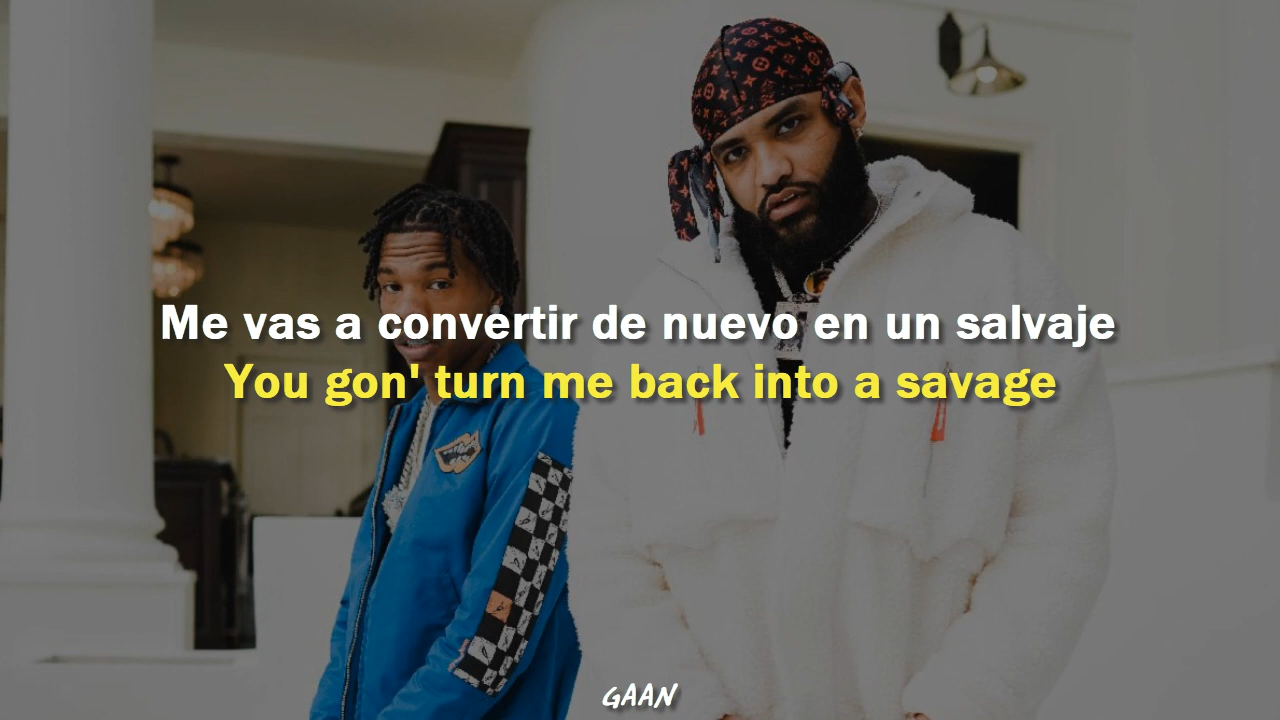 Me vas a convertir de nuevo en un salvaje
You gon' turn me back into a savage
GAAN